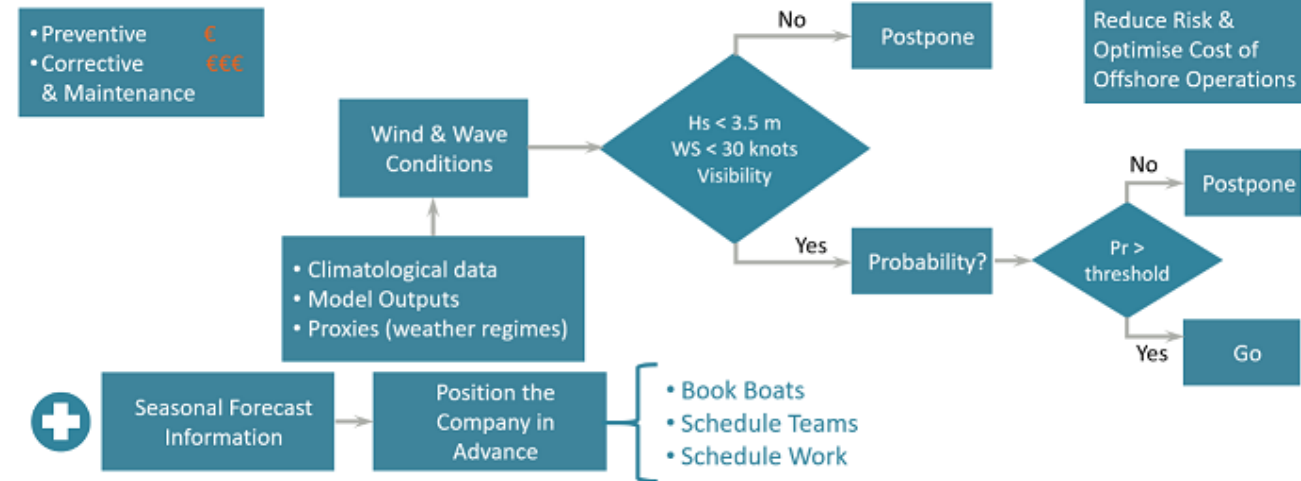 • Preventive €
• Corrective €€€
& Maintenance
Wind & Wave
Conditions
• Climatological data
• Model Outputs
• Proxies (weather regimes)
Hs < 3.5 m
WS < 30 knots
Visibility
No
Postpone
Yes
Probability?
Pr >
threshold
No
Postpone
Yes
Go
Reduce Risk &
Optimise Cost of
Offshore Operations
Seasonal Forecast
Information
Position the
Company in
Advance
• Book Boats
• Schedule Teams
• Schedule Work